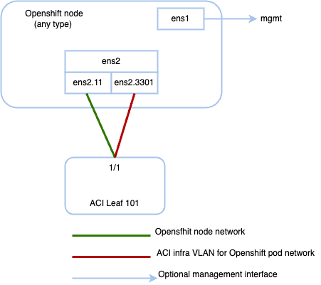 Openshift node
(any type)
ens1
mgmt
ens2
ens2.11
ens2.3301
1/1
ACI Leaf 101
Opensfhit node network
ACI infra VLAN for Openshift pod network
Optional management interface